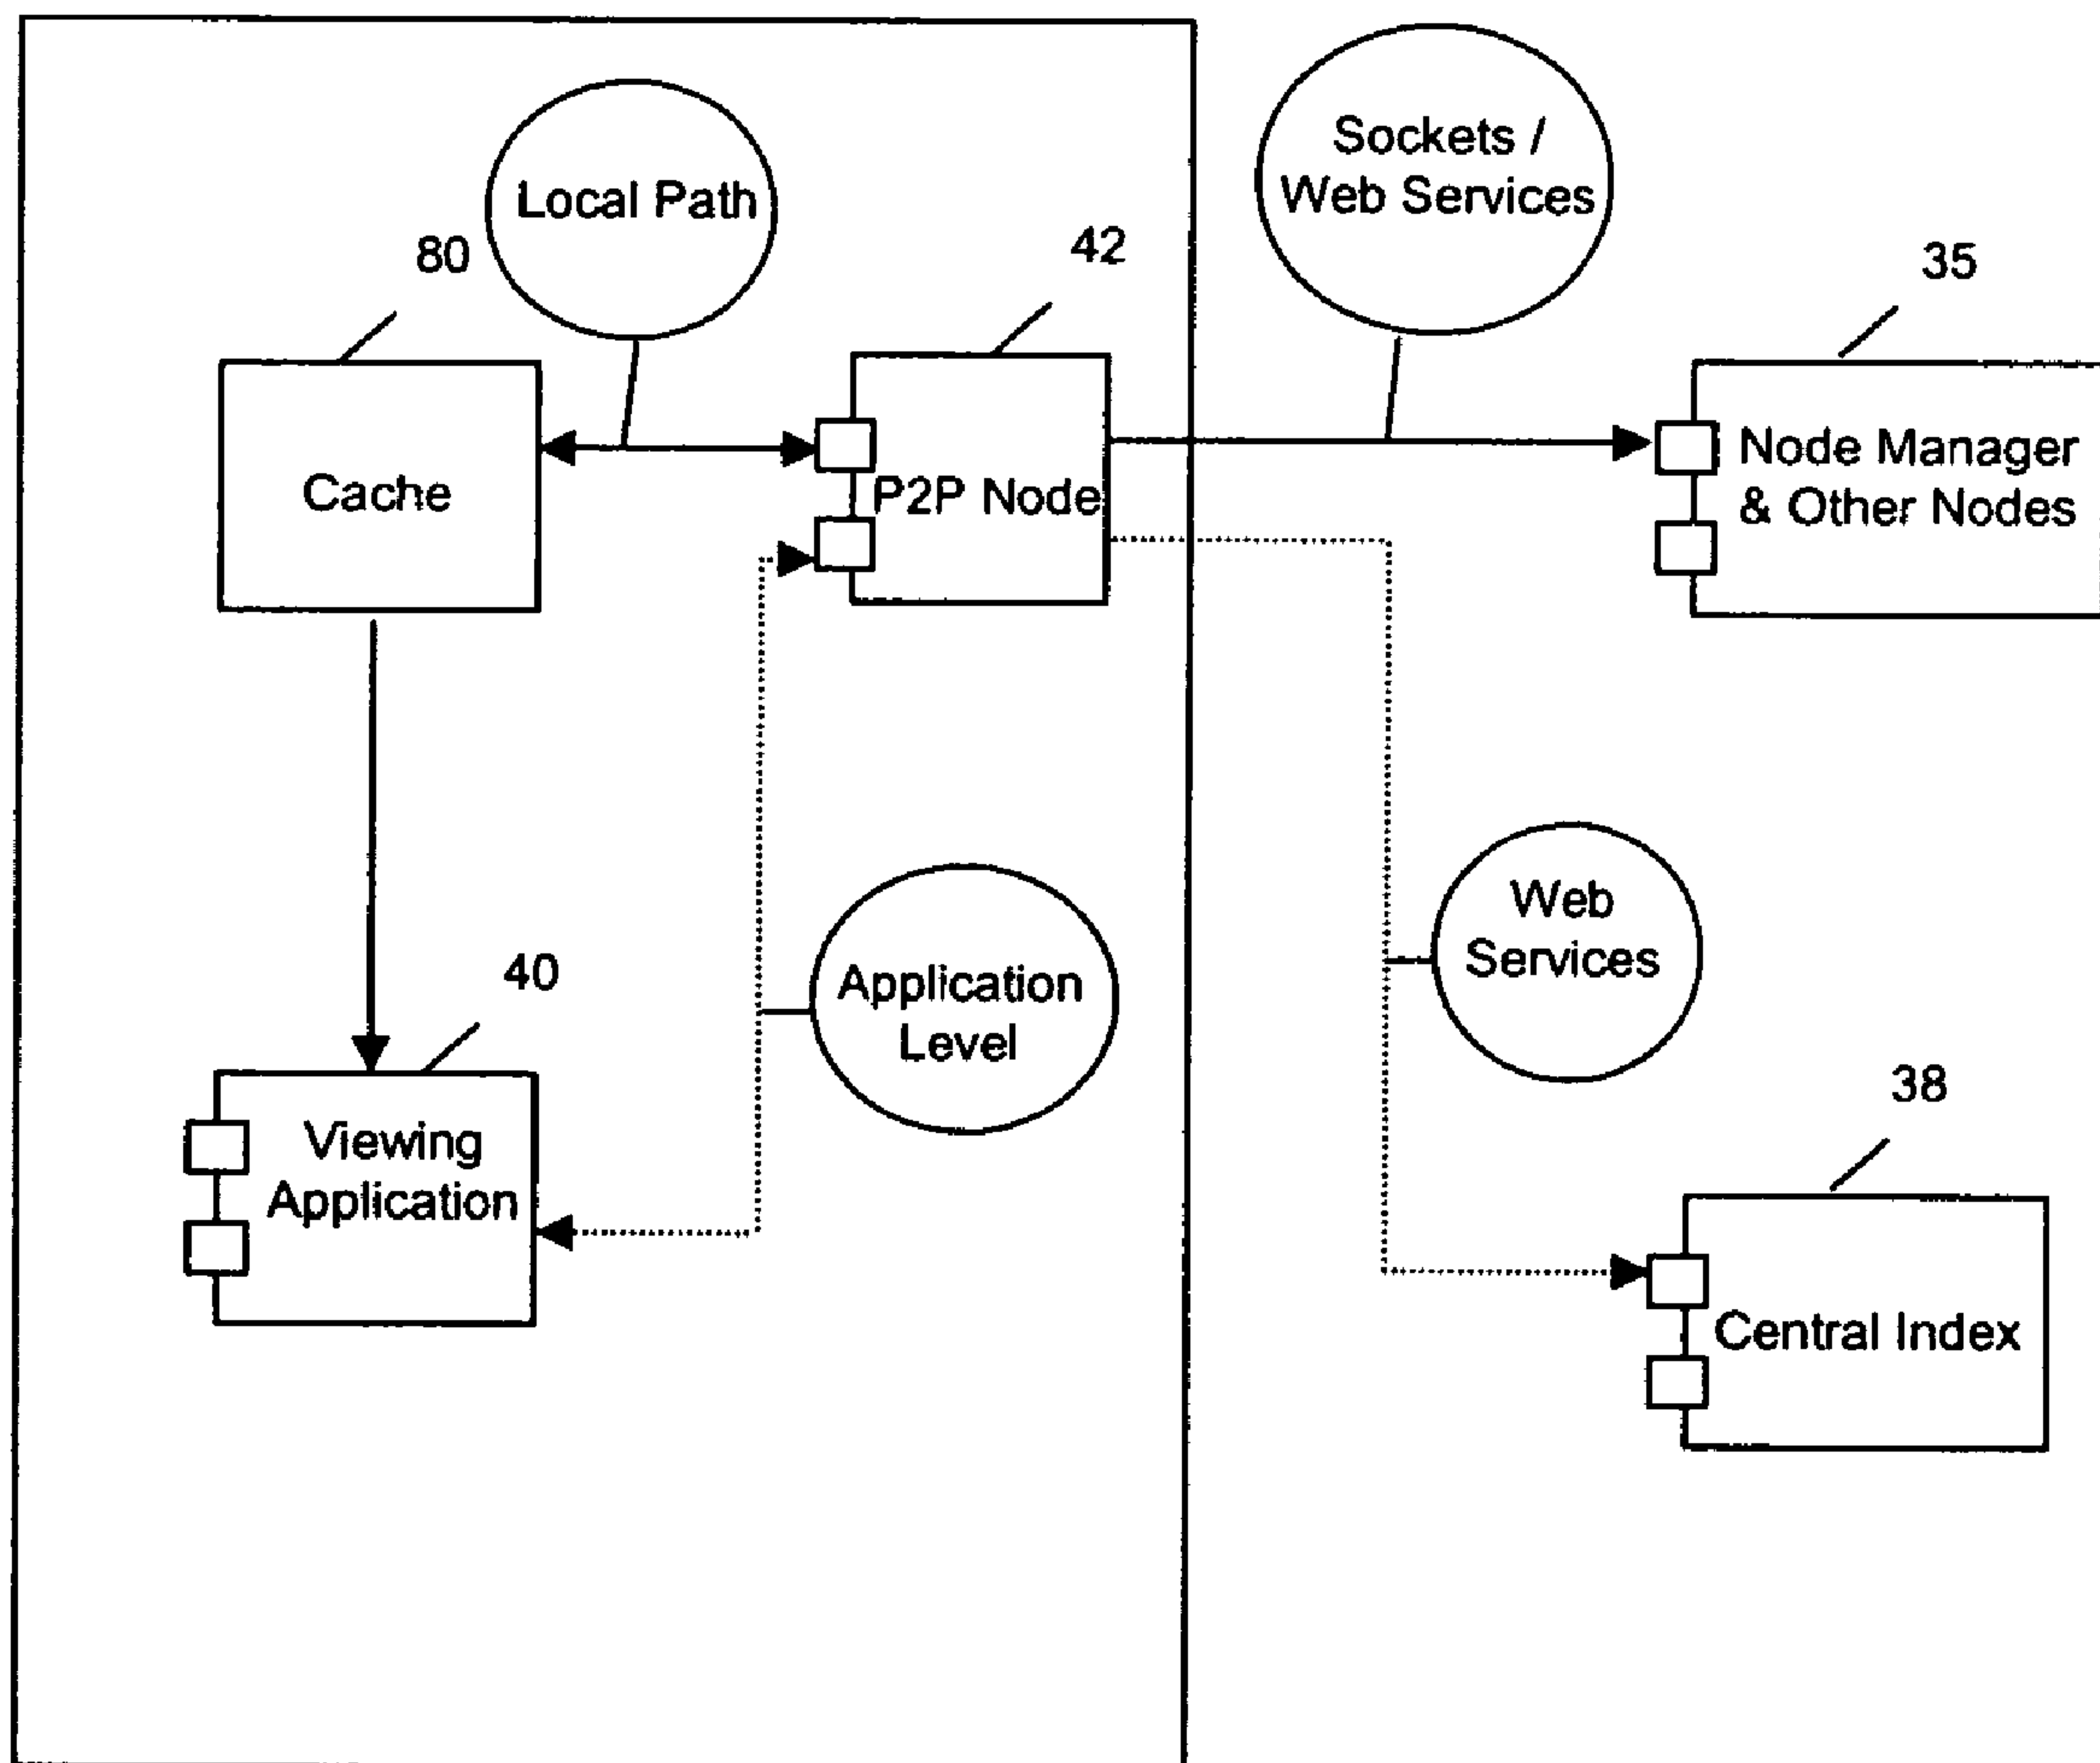 Local Path
Sockets /
Web Services
80
42
35
Cache
P2P Node
Node Manager
& Other Nodes
40
Application
Level
Web
Services
38
Viewing
Application
Central Index